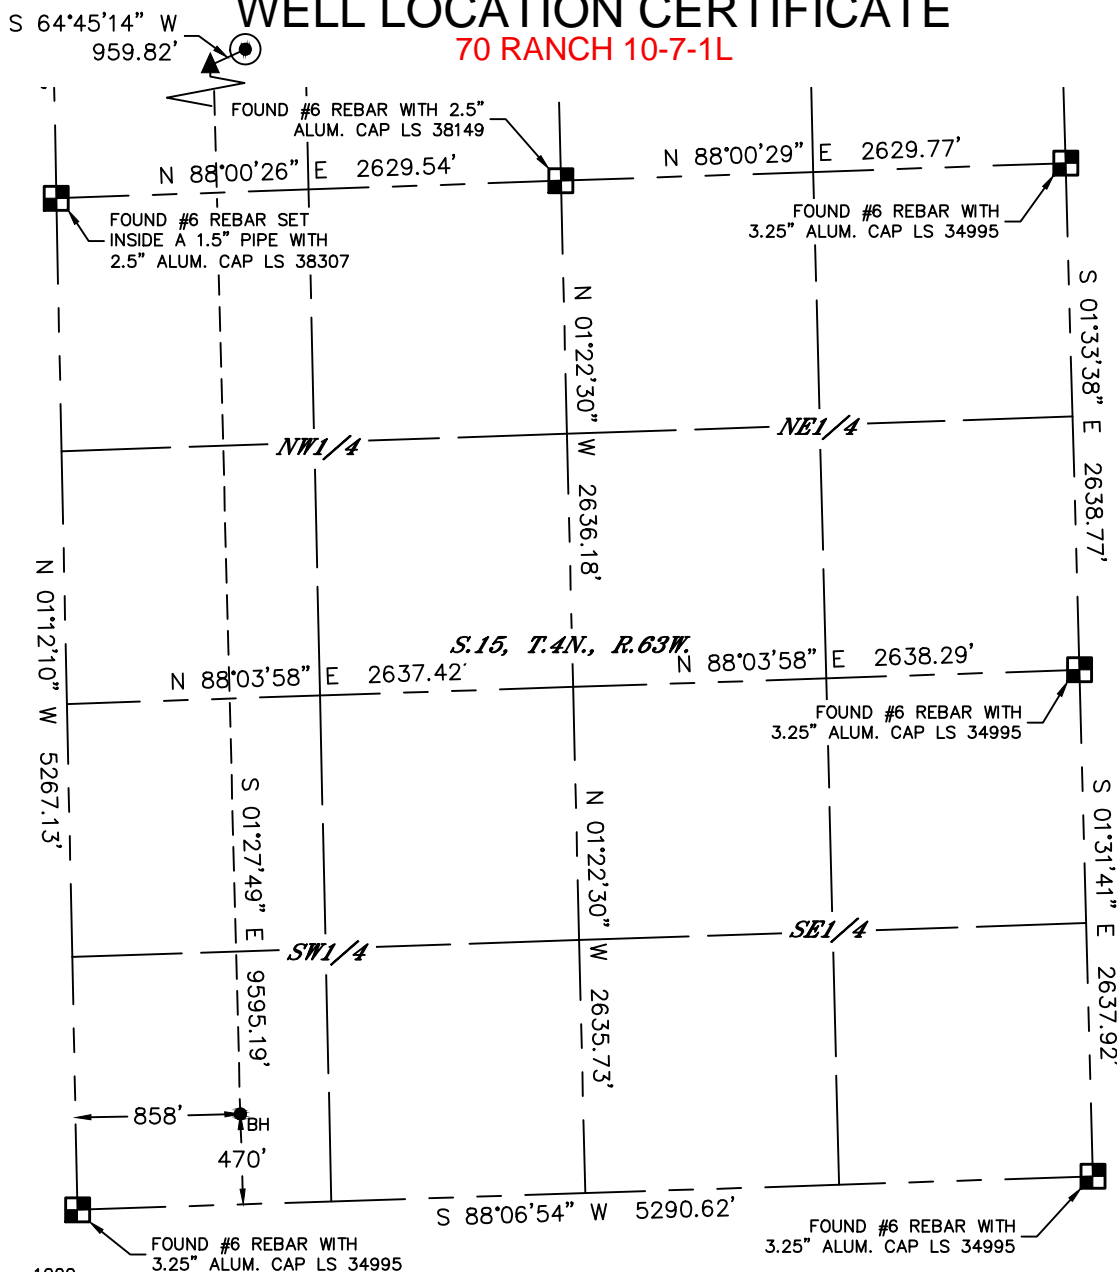 WELL LOCATION CERTIFICATE
70 RANCH 10-7-1L
S 64°45'14" W
959.82'
FOUND #6 REBAR WITH 2.5"
ALUM. CAP LS 38149
N 88°00'26" E 2629.54'
N 88°00'29" E 2629.77'
FOUND #6 REBAR SET
INSIDE A 1.5" PIPE WITH
2.5" ALUM. CAP LS 38307
FOUND #6 REBAR WITH
3.25" ALUM. CAP LS 34995
N 01°22'30" W 2636.18'
S 01°33'38" E 2638.77'
NW1/4
NE1/4
N 01°12'10" W 5267.13'
S.15, T.4N., R.63W.
N 88°03'58" E 2637.42'
N 88°03'58" E 2638.29'
FOUND #6 REBAR WITH
3.25" ALUM. CAP LS 34995
S 01°27'49" E 9595.19'
N 01°22'30" W 2635.73'
S 01°31'41" E 2637.92'
SW1/4
SE1/4
858'
BH
470'
S 88°06'54" W 5290.62'
FOUND #6 REBAR WITH
3.25" ALUM. CAP LS 34995
FOUND #6 REBAR WITH
3.25" ALUM. CAP LS 34995